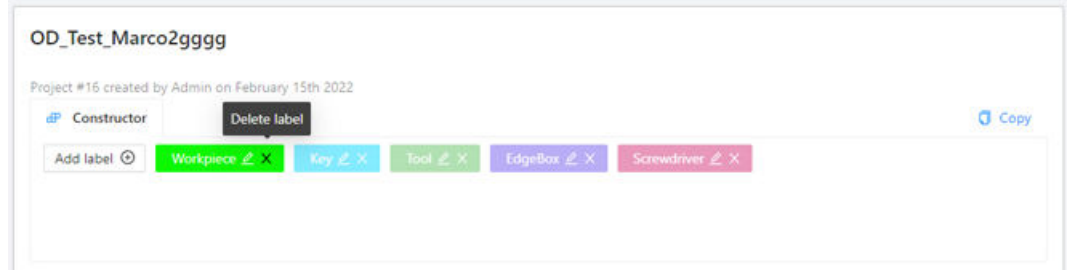 OD_Test_Marco2gggg
Project #16 created by Admin on February 15th 2022
Constructor
Delete label
Copy
Add label
Workpiece
Key
Tool
EdgeBox
Screwdriver